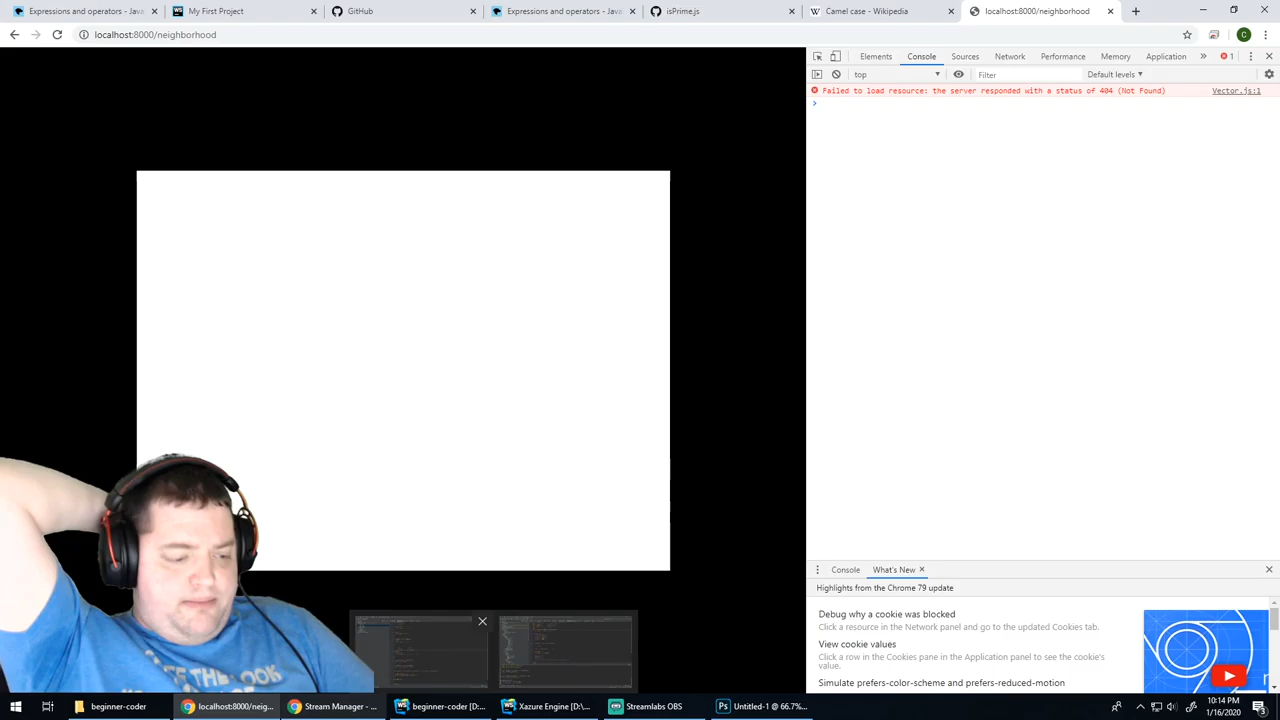 Expressions and operators - Java
My First Project
GitHub
Expressions and operators - Java
isPrime.js
Camel case - Wikipedia
localhost:8000/neighborhood
localhost:8000/neighborhood
C
Elements
Console
Sources
Network
Performance
Memory
Application
1
top
Filter
Default levels
Failed to load resource: the server responded with a status of 404 (Not Found)
Vector.js:1
Console
What's New
Highlights from the Chrome 79 update
Debug why a cookie was blocked
Click a resource in the Network panel and go to the updated Cookies tab.
View cookie values
Click a row in the Cookies pane in the Application panel to see the cookie's
value.
Simulate prefers-color-scheme and prefers-reduced-motion
beginner-coder
localhost:8000/neig...
Stream Manager - ...
beginner-coder [D:...
Xazure Engine [D:\...
Streamlabs OBS
Untitled-1 @ 66.7%...
10:14 PM
1/16/2020